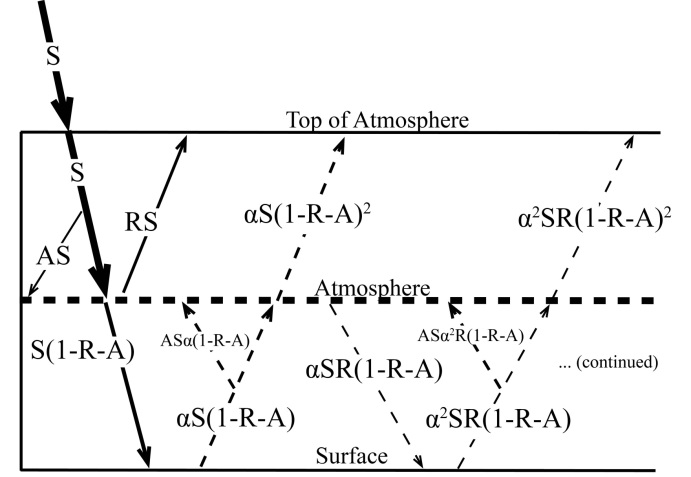 S
Top of Atmosphere
S
αS(1-R-A)²
α²SR(1-R-A)²
RS
AS
Atmosphere
S(1-R-A)
ASα(1-R-A)
ASα²R(1-R-A)
... (continued)
αSR(1-R-A)
αS(1-R-A)
α²SR(1-R-A)
Surface